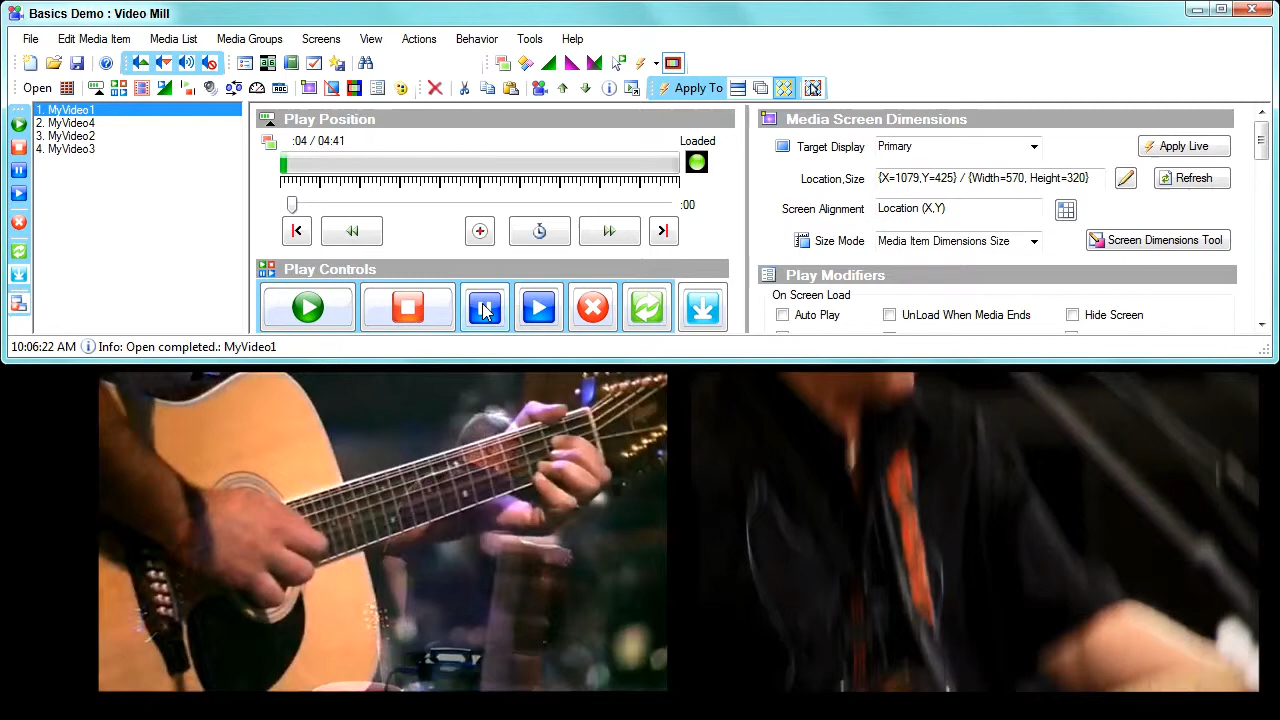 Basics Demo : Video Mill
File Edit Media Item Media List Media Groups Screens View Actions Behavior Tools Help
Open Apply To
1. MyVideo1
2. MyVideo4
3. MyVideo2
4. MyVideo3
Play Position
:04 / 04:41 Loaded
:00
Play Controls
Media Screen Dimensions
Target Display Primary Apply Live
Location,Size {X=1079,Y=425} / {Width=570, Height=320} Refresh
Screen Alignment Location (X,Y)
Size Mode Media Item Dimensions Size Screen Dimensions Tool
Play Modifiers
On Screen Load
Auto Play UnLoad When Media Ends Hide Screen
10:06:22 AM Info: Open completed.: MyVideo1